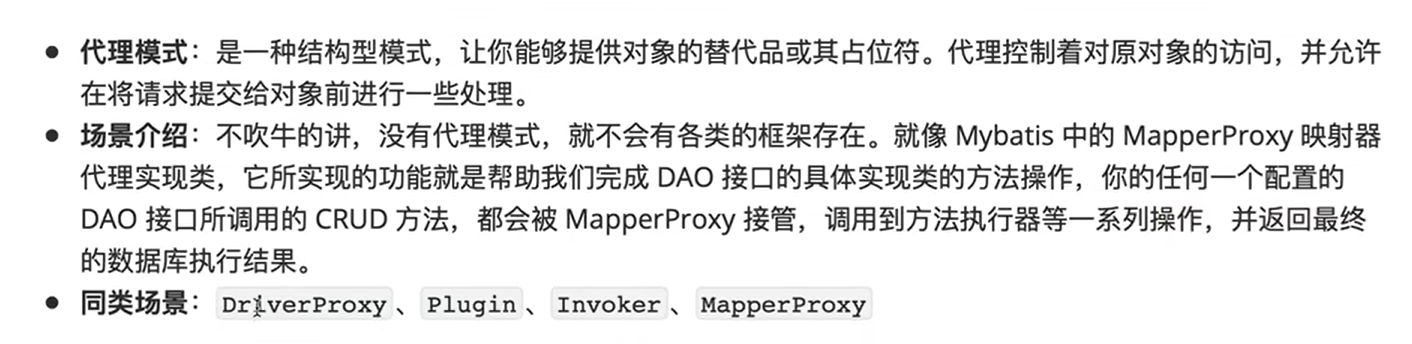 • 代理模式：是一种结构型模式，让你能够提供对象的替代品或其占位符。代理控制着对原对象的访问，并允许
在将请求提交给对象前进行一些处理。
• 场景介绍：不吹牛的讲，没有代理模式，就不会有各类的框架存在。就像 Mybatis 中的 MapperProxy 映射器
代理实现类，它所实现的功能就是帮助我们完成 DAO 接口的具体实现类的方法操作，你的任何一个配置的
DAO 接口所调用的 CRUD 方法，都会被 MapperProxy 接管，调用到方法执行器等一系列操作，并返回最终
的数据库执行结果。
• 同类场景：DriverProxy、Plugin、Invoker、MapperProxy